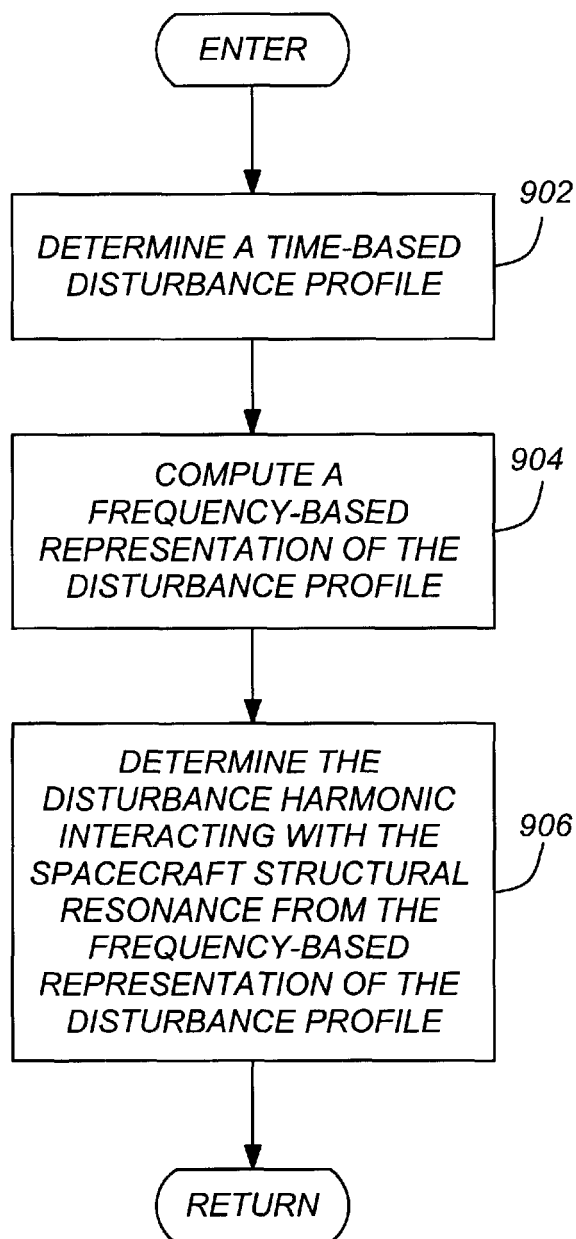 ENTER
902
DETERMINE A TIME-BASED
DISTURBANCE PROFILE
904
COMPUTE A
FREQUENCY-BASED
REPRESENTATION OF THE
DISTURBANCE PROFILE
DETERMINE THE
DISTURBANCE HARMONIC
INTERACTING WITH THE
SPACECRAFT STRUCTURAL
RESONANCE FROM THE
FREQUENCY-BASED
REPRESENTATION OF THE
DISTURBANCE PROFILE
906
RETURN